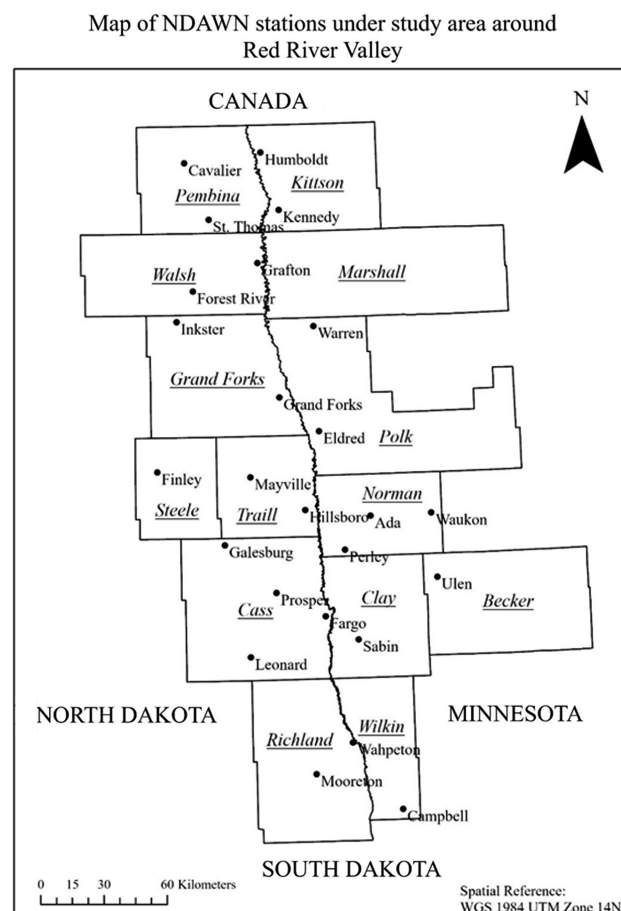 Map of NDAWN stations under study area around
Red River Valley
CANADA
N
Humboldt
Cavalier
Kittson
Pembina
Kennedy
St. Thomas
Grafton
Walsh
Marshall
Forest River
Inkster
Warren
Grand Forks
Grand Forks
Eldred
Polk
Finley
Mayville
Norman
Steele
Traill
Hillsboro
Ada
Waukon
Galesburg
Perley
Ulen
Prosper
Clay
Becker
Cass
Fargo
Sabin
Leonard
NORTH DAKOTA
MINNESOTA
Wilkin
Richland
Wahpeton
Mooreton
Campbell
SOUTH DAKOTA
0 15 30 60 Kilometers
Spatial Reference:
WGS 1984 UTM Zone 14N